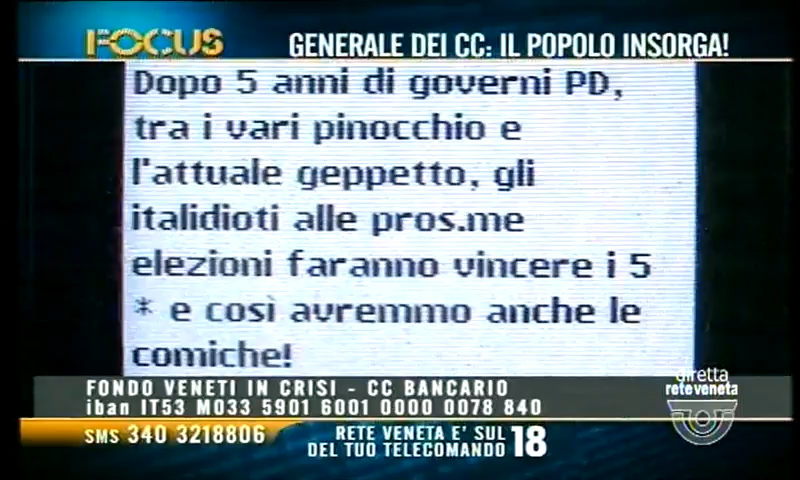 FOCUS
GENERALE DEI CC: IL POPOLO INSORGA!
Dopo 5 anni di governi PD,
tra i vari pinocchio e
l'attuale geppetto, gli
italidioti alle pros.me
elezioni faranno vincere i 5
* e così avremmo anche le
comiche!
FONDO VENETI IN CRISI - CC BANCARIO
iban IT53 M033 5901 6001 0000 0078 840
diretta
reteveneta
SMS 340 3218806
RETE VENETA E' SUL
DEL TUO TELECOMANDO 18